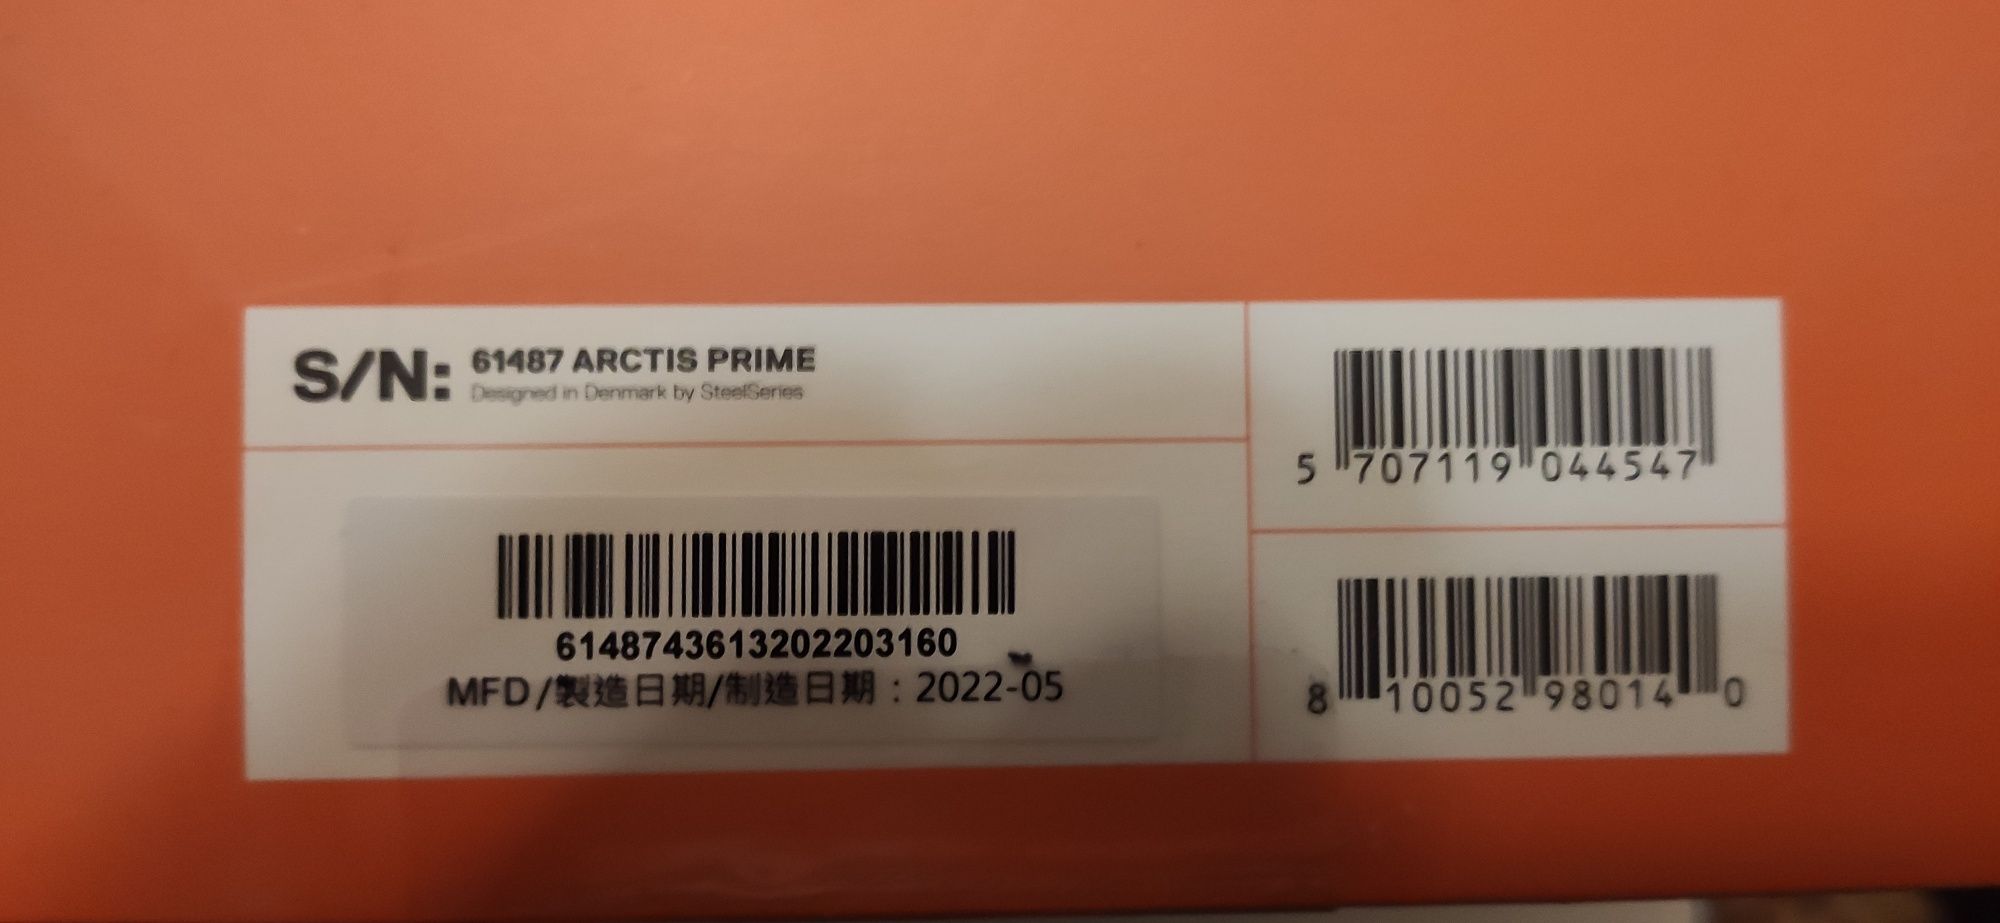 S/N: 61487 ARCTIS PRIME
Designed in Denmark by SteelSeries
6148743613202203160
MFD/製造日期/制造日期：2022-05
5 707119 044547
8 10052 98014 0